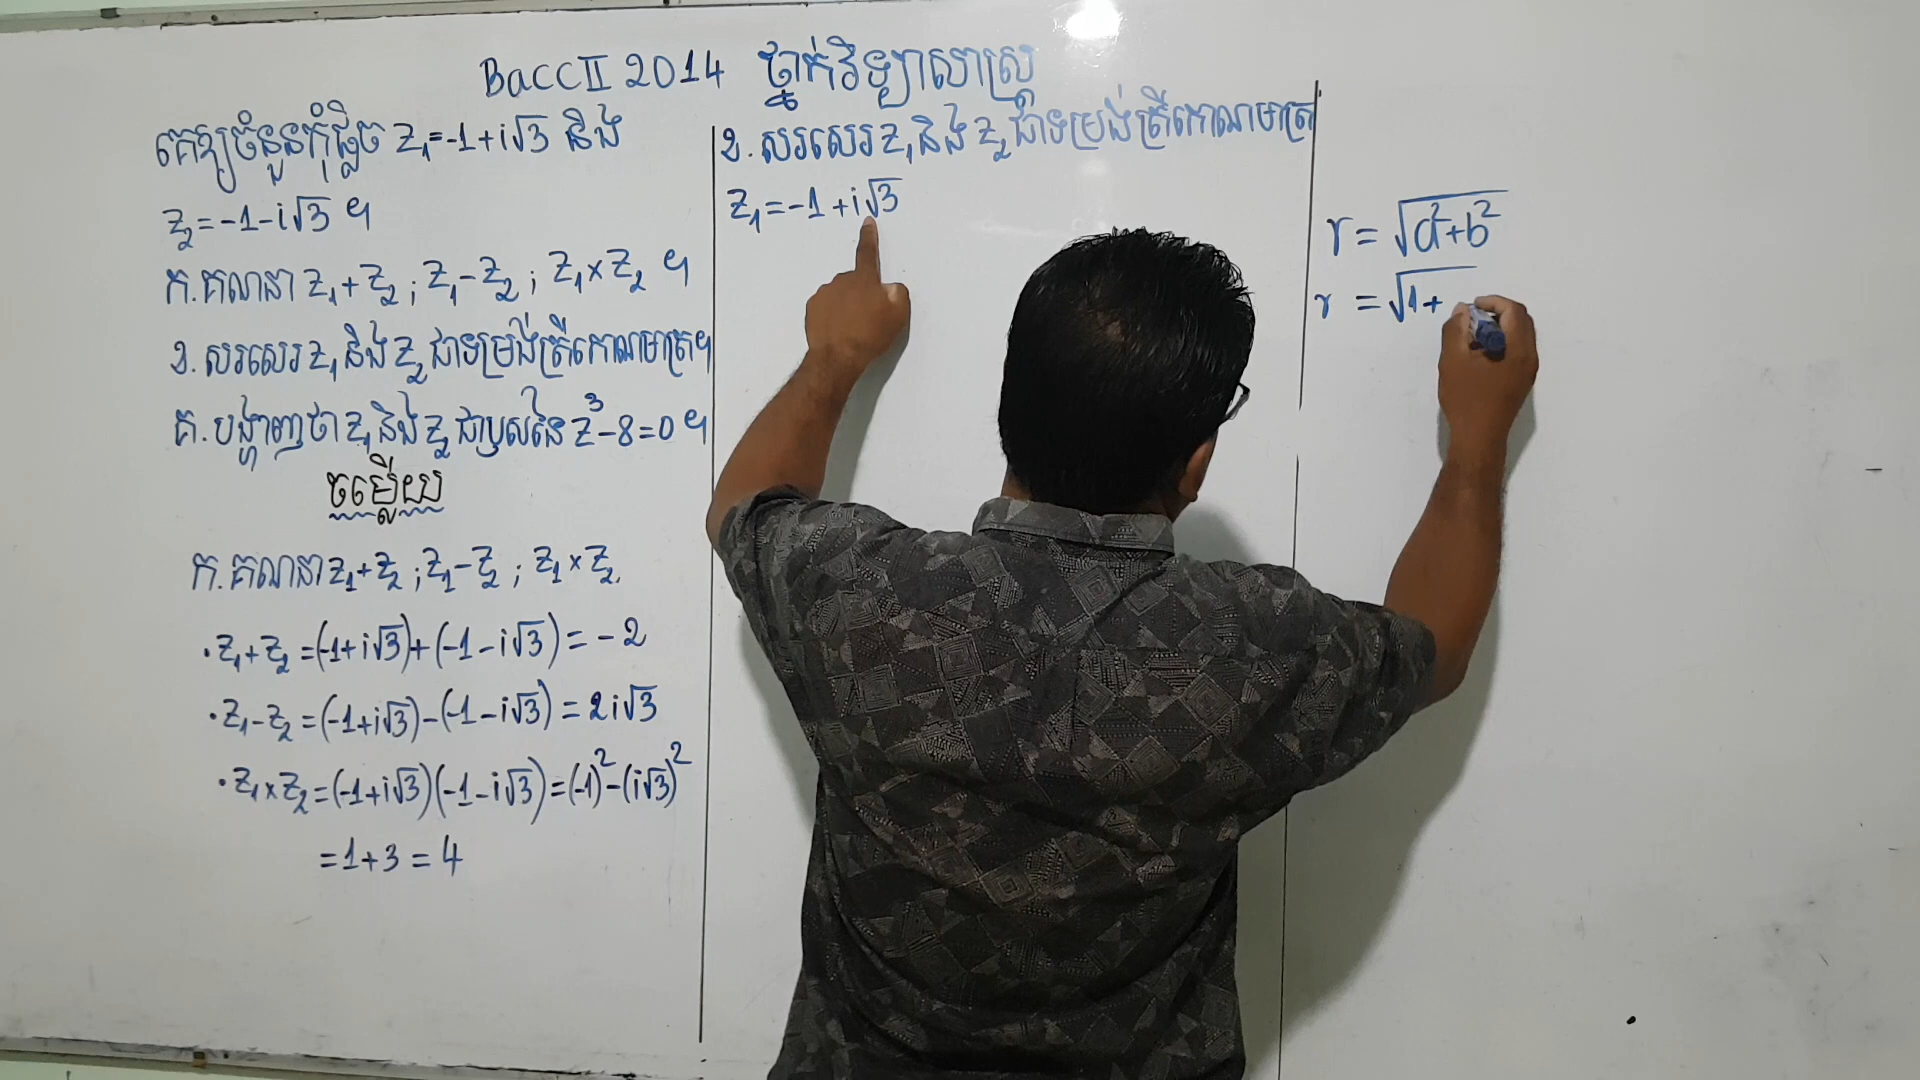 BaccII 2014 ថ្នាក់វិទ្យាសាស្ត្រ
គេឱ្យចំនួនកុំផ្លិច z₁=-1+i√3 និង
z₂=-1-i√3 ។
ក.គណនា z₁+z₂ ; z₁-z₂ ; z₁×z₂ ។
ខ.សរសេរ z₁ និង z₂ ជាទម្រង់ត្រីកោណមាត្រ។
គ.បង្ហាញថា z₁ និង z₂ ជាឫសនៃ z³-8=0 ។
ចម្លើយ
ក.គណនា z₁+z₂ ; z₁-z₂ ; z₁×z₂
• z₁+z₂ =(-1+i√3)+(-1-i√3)=-2
• z₁-z₂ =(-1+i√3)-(-1-i√3)=2i√3
• z₁×z₂=(-1+i√3)(-1-i√3)=(-1)²-(i√3)²
=1+3=4
ខ.សរសេរ z₁ និង z₂ ជាទម្រង់ត្រីកោណមាត្រ
z₁=-1+i√3
r=√a²+b²
r =√1+